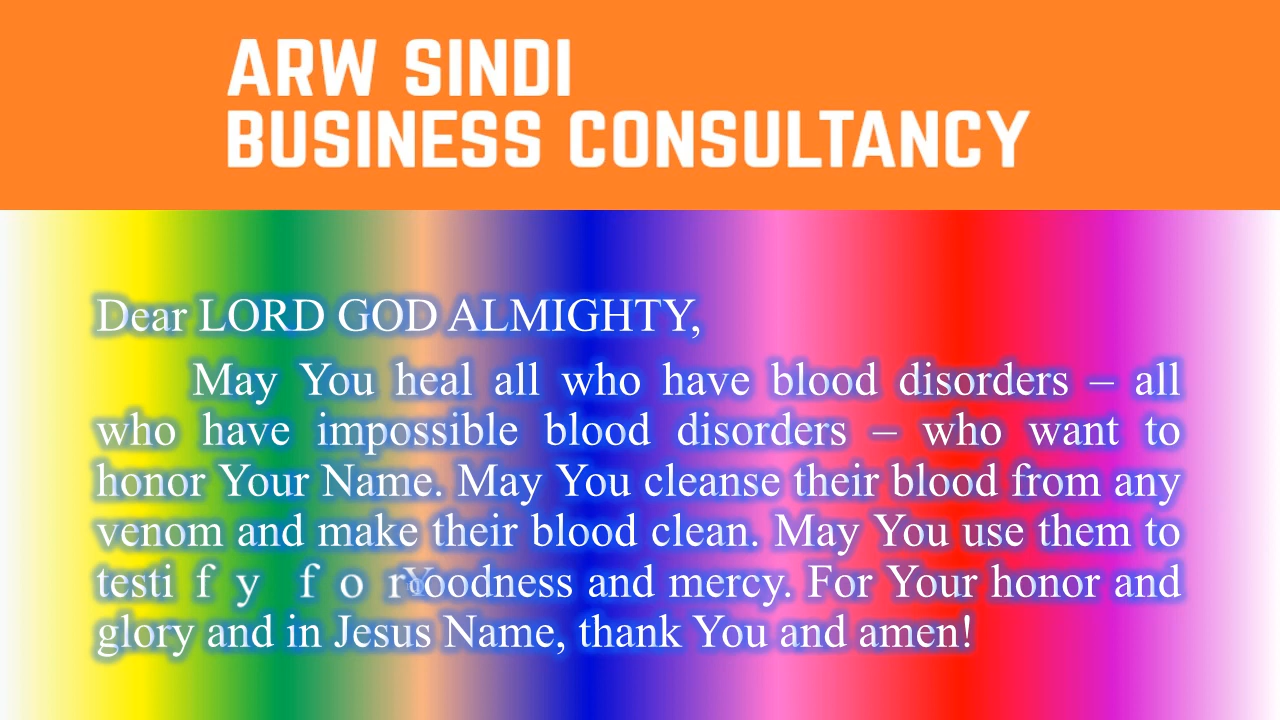 ARW SINDI
BUSINESS CONSULTANCY
Dear LORD GOD ALMIGHTY,
May You heal all who have blood disorders – all
who have impossible blood disorders – who want to
honor Your Name. May You cleanse their blood from any
venom and make their blood clean. May You use them to
testi f y f o r and mercy. For Your honor and
glory and in Jesus Name, thank You and amen!